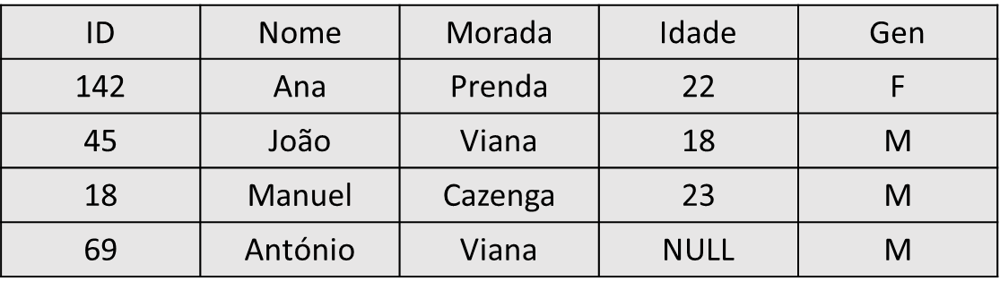 ID Nome Morada Idade Gen
142 Ana Prenda 22 F
45 João Viana 18 M
18 Manuel Cazenga 23 M
69 António Viana NULL M